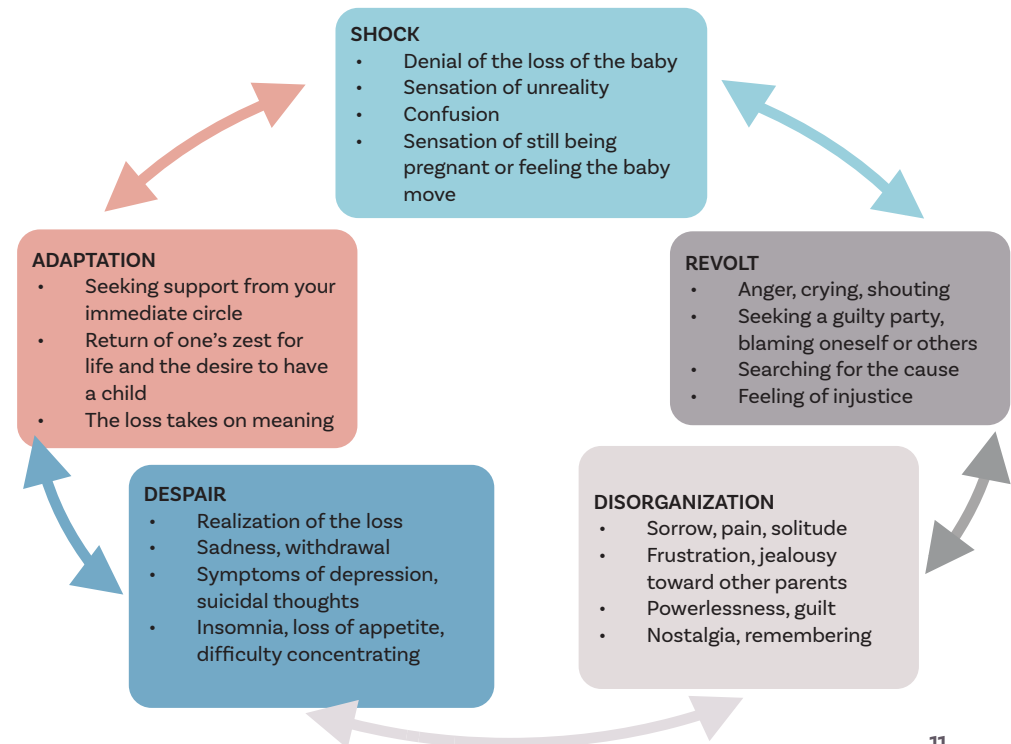 SHOCK
• Denial of the loss of the baby
• Sensation of unreality
• Confusion
• Sensation of still being
pregnant or feeling the baby
move
REVOLT
• Anger, crying, shouting
• Seeking a guilty party,
blaming oneself or others
• Searching for the cause
• Feeling of injustice
DISORGANIZATION
• Sorrow, pain, solitude
• Frustration, jealousy
toward other parents
• Powerlessness, guilt
• Nostalgia, remembering
DESPAIR
• Realization of the loss
• Sadness, withdrawal
• Symptoms of depression,
suicidal thoughts
• Insomnia, loss of appetite,
difficulty concentrating
ADAPTATION
• Seeking support from your
immediate circle
• Return of one’s zest for
life and the desire to have
a child
• The loss takes on meaning
11